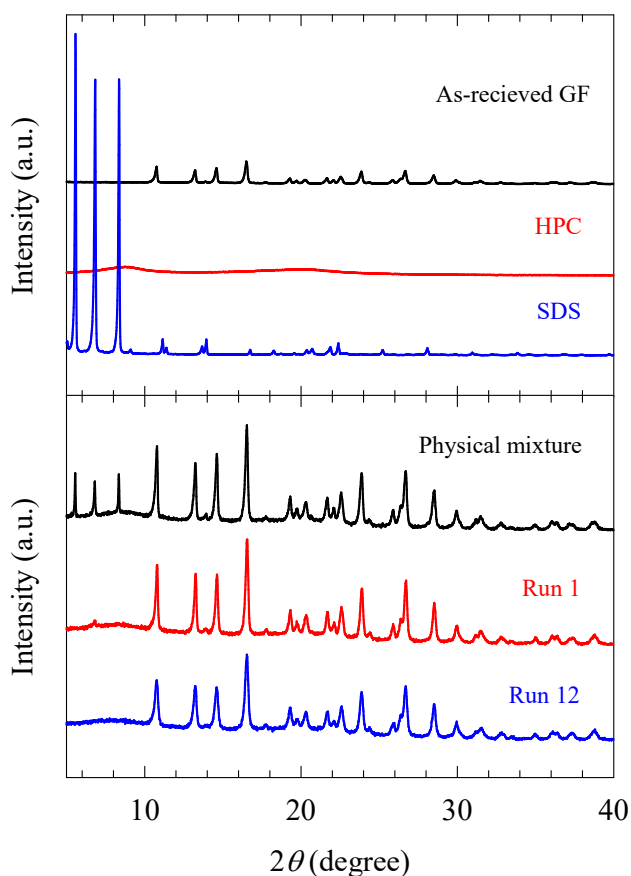 As-recieved GF
HPC
SDS
Intensity (a.u.)
Physical mixture
Run 1
Run 12
Intensity (a.u.)
10 20 30 40
2θ (degree)